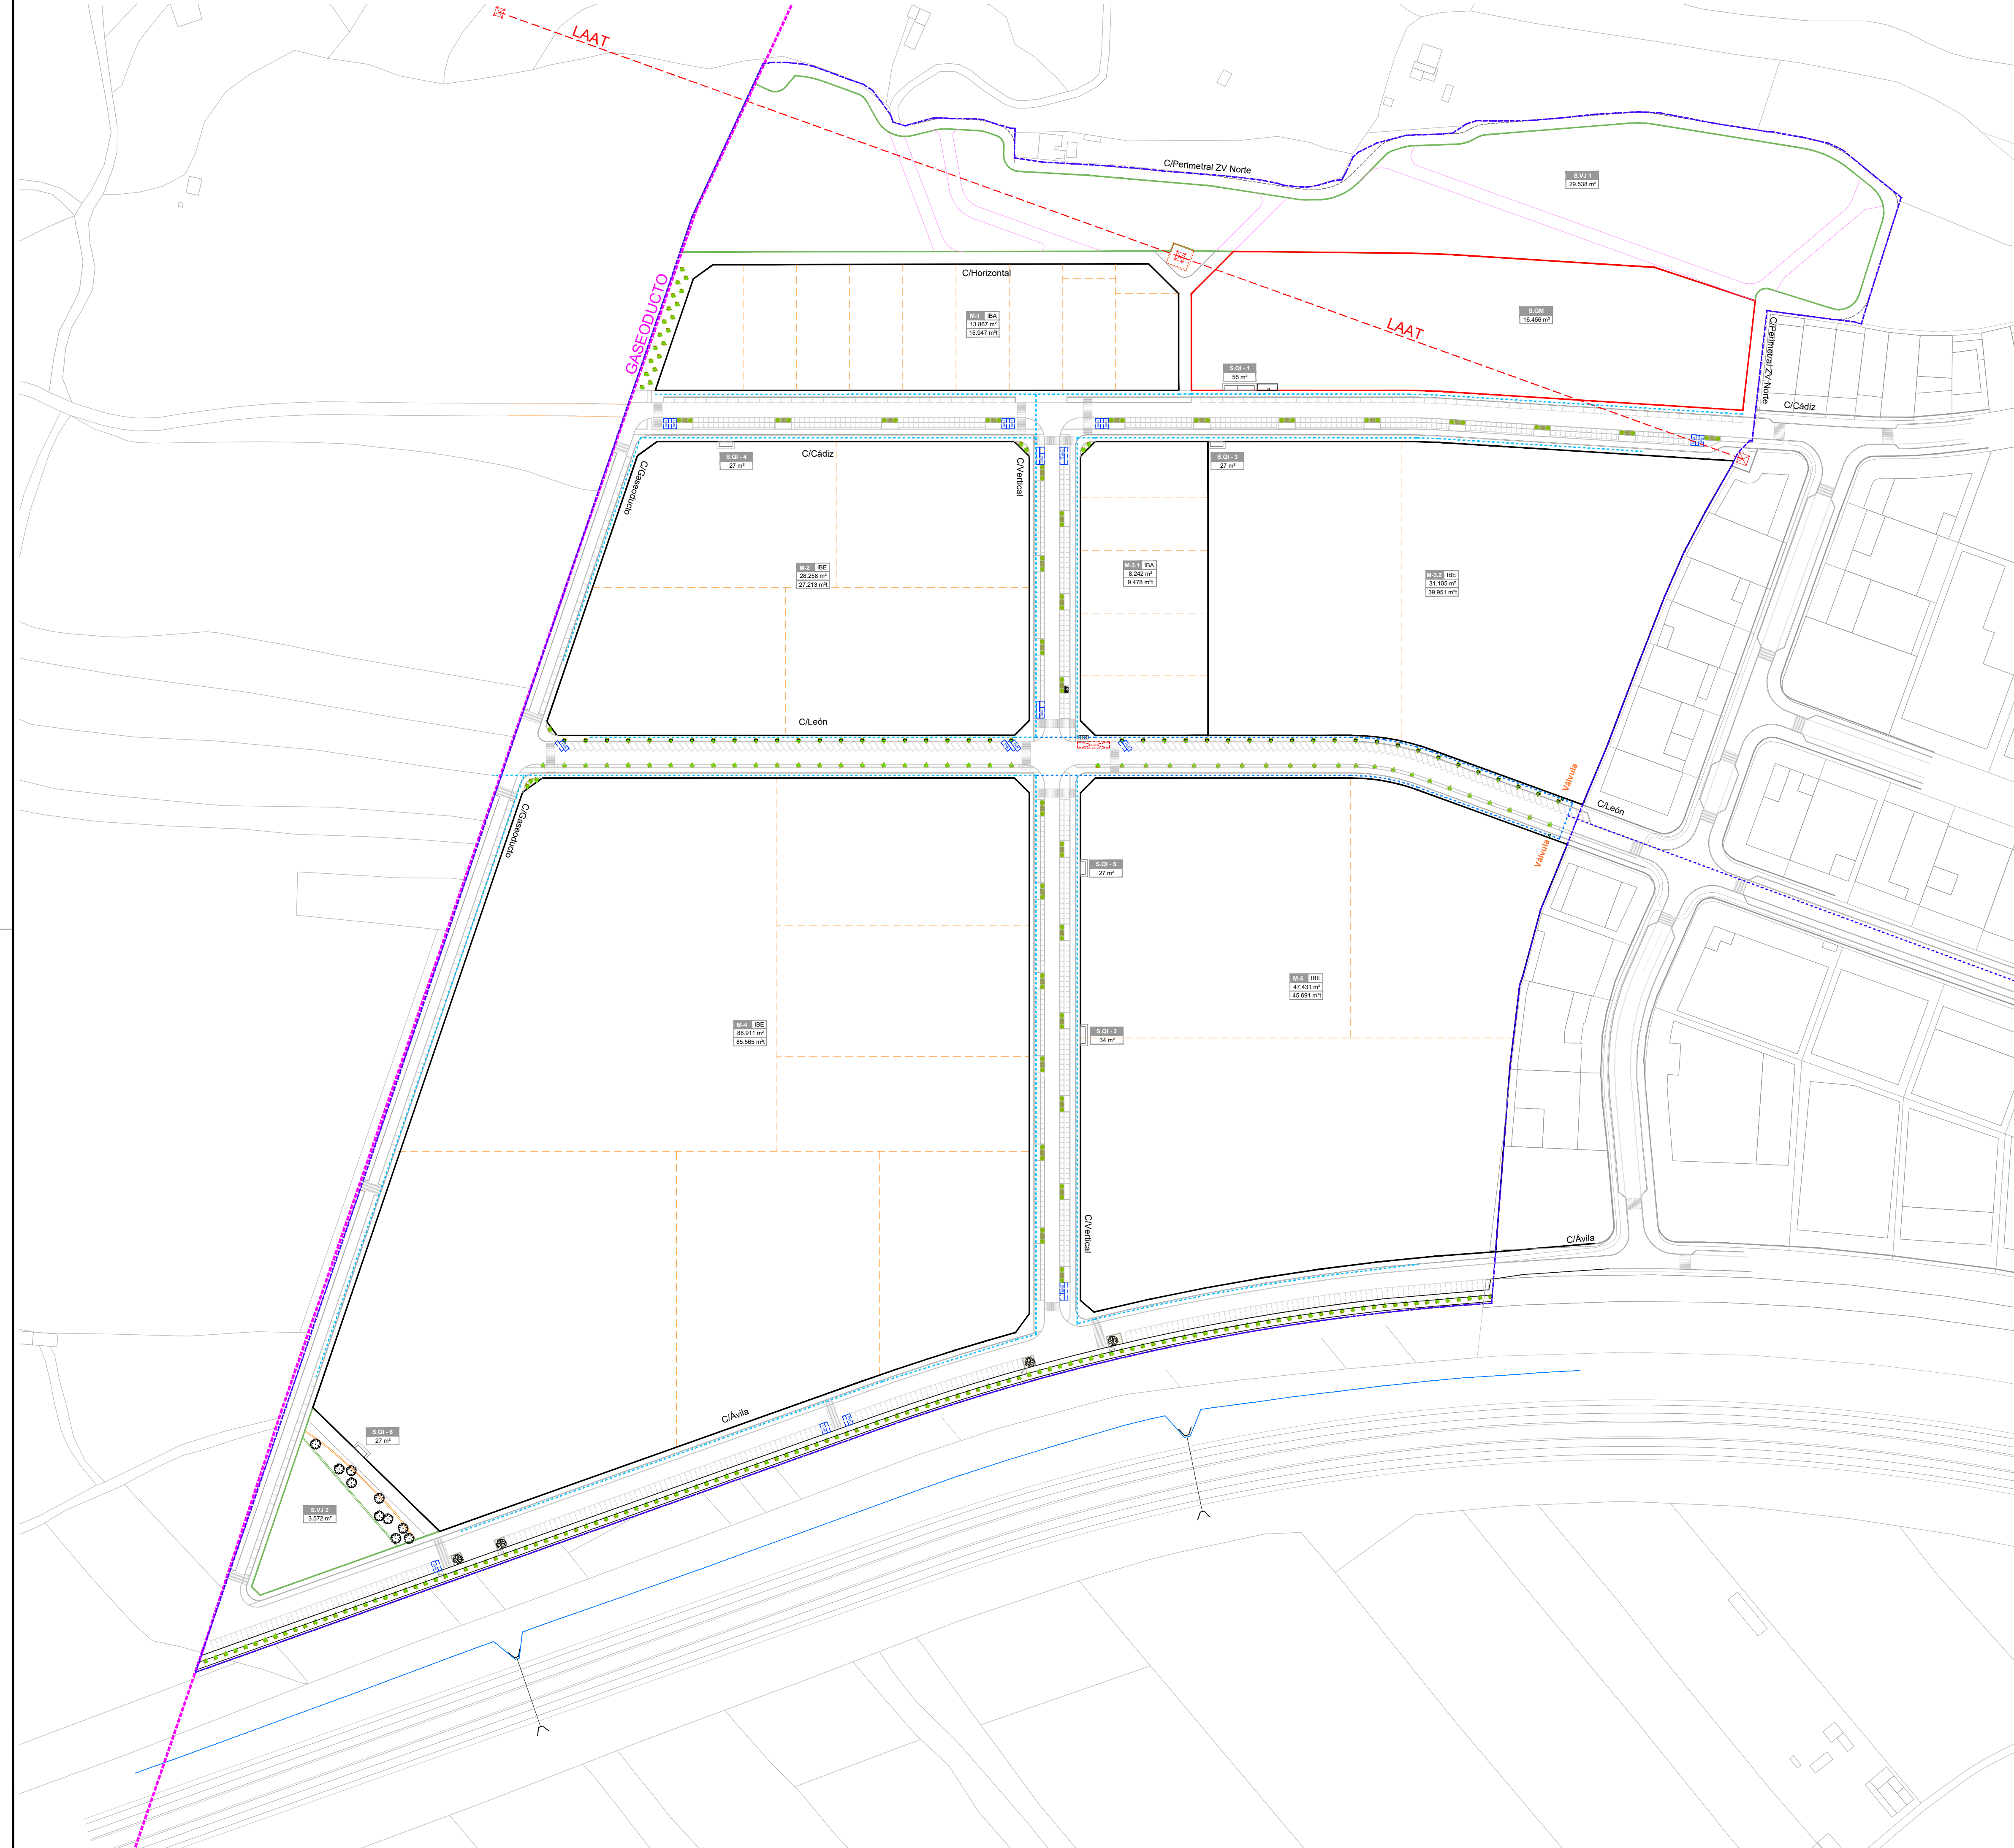 LAAT
C/Perimetral ZV Norte
S.VJ 1
29.538 m²
GASEODUCTO
C/Horizontal
M-1 IBA
13.867 m²
15.947 m²t
S.QM
16.456 m²
LAAT
C/Perimetral ZV Norte
S.QI - 1
55 m²
C/Cádiz
S.QI - 4
27 m²
C/Cádiz
C/Gaseoducto
C/Vertical
S.QI - 3
27 m²
M-2 IBE
28.258 m²
27.213 m²t
M-3.1 IBA
8.242 m²
9.478 m²t
M-3.2 IBE
31.105 m²
39.951 m²t
C/León
Válvula
C/León
C/Gaseoducto
Válvula
S.QI - 5
27 m²
M-5 IBE
47.431 m²
45.691 m²t
M-4 IBE
88.911 m²
85.565 m²t
S.QI - 2
34 m²
C/Vertical
C/Ávila
C/Ávila
S.QI - 6
27 m²
S.VJ 2
3.572 m²